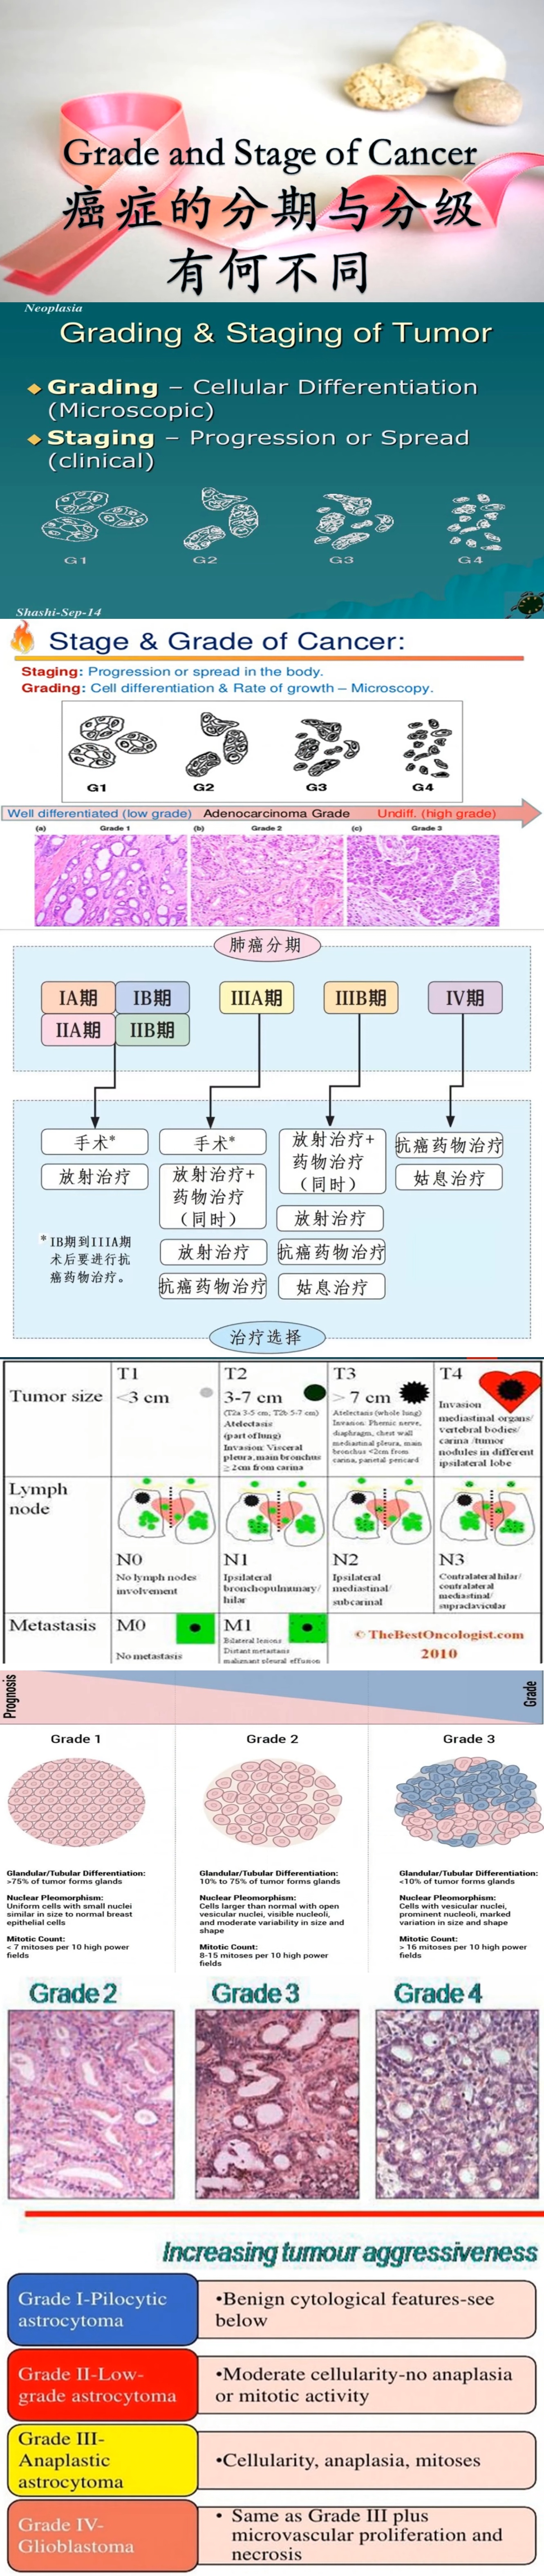 Grade and Stage of Cancer
癌症的分期与分级
有何不同
Neoplasia
Grading & Staging of Tumor
Grading – Cellular Differentiation
(Microscopic)
Staging – Progression or Spread
(clinical)
G1 G2 G3 G4
Shashi-Sep-14
Stage & Grade of Cancer:
Staging: Progression or spread in the body.
Grading: Cell differentiation & Rate of growth – Microscopy.
G1 G2 G3 G4
Well differentiated (low grade) Adenocarcinoma Grade Undiff. (high grade)
(a) Grade 1 (b) Grade 2 (c) Grade 3
肺癌分期
IA期 IB期 IIIA期 IIIB期 IV期
IIA期 IIB期
手术*
放射治疗
* IB期到IIIA期
术后要进行抗
癌药物治疗。
手术*
放射治疗+
药物治疗
（同时）
放射治疗
抗癌药物治疗
放射治疗+
药物治疗
（同时）
放射治疗
抗癌药物治疗
姑息治疗
抗癌药物治疗
姑息治疗
治疗选择
Tumor size
T1
<3 cm
T2
3-7 cm
(T2a 3-5 cm; T2b 5-7 cm)
Atelectasis
(part of lung)
Invasion: Visceral
pleura, main bronchus
≥ 2cm from carina
T3
> 7 cm
Atelectasis (whole lung)
Invasion: Phernic nerve,
diaphragm, chest wall
mediastinal pleura, main
bronchus <2cm from
carina, parietal pericard
T4
Invasion
mediastinal organs/
vertebral bodies/
carina /tumor
nodules in different
ipsilateral lobe
Lymph
node
N0
No lymph nodes
involvement
N1
Ipsilateral
bronchopulmunary/
hilar
N2
Ipsilateral
mediastinal/
subcarinal
N3
Contralateral hilar/
contralateral
mediastinal/
supraclavicular
Metastasis
M0
No metastasis
M1
Bilateral lesions
Distant metastasis
malignant pleural effusion
© TheBestOncologist.com
2010
Prognosis
Grade
Grade 1
Grade 2
Grade 3
Glandular/Tubular Differentiation:
>75% of tumor forms glands
Nuclear Pleomorphism:
Uniform cells with small nuclei
similar in size to normal breast
epithelial cells
Mitotic Count:
< 7 mitoses per 10 high power
fields
Glandular/Tubular Differentiation:
10% to 75% of tumor forms glands
Nuclear Pleomorphism:
Cells larger than normal with open
vesicular nuclei, visible nucleoli,
and moderate variability in size and
shape
Mitotic Count:
8-15 mitoses per 10 high power
fields
Glandular/Tubular Differentiation:
<10% of tumor forms glands
Nuclear Pleomorphism:
Cells with vesicular nuclei,
prominent nucleoli, marked
variation in size and shape
Mitotic Count:
> 16 mitoses per 10 high power
fields
Grade 2 Grade 3 Grade 4
Increasing tumour aggressiveness
Grade I-Pilocytic
astrocytoma
•Benign cytological features-see
below
Grade II-Low-
grade astrocytoma
•Moderate cellularity-no anaplasia
or mitotic activity
Grade III-
Anaplastic
astrocytoma
•Cellularity, anaplasia, mitoses
Grade IV-
Glioblastoma
• Same as Grade III plus
microvascular proliferation and
necrosis